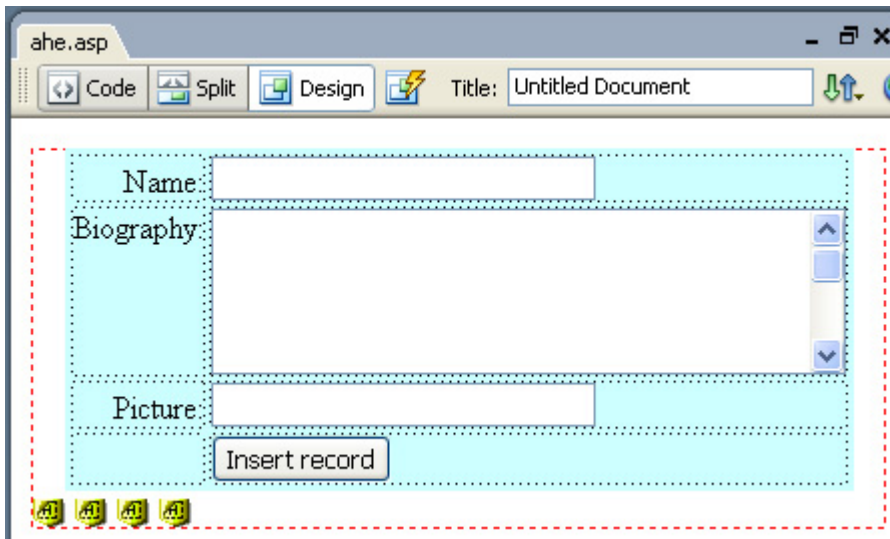 ahe.asp
Code Split Design Title: Untitled Document
Name:
Biography:
Picture:
Insert record